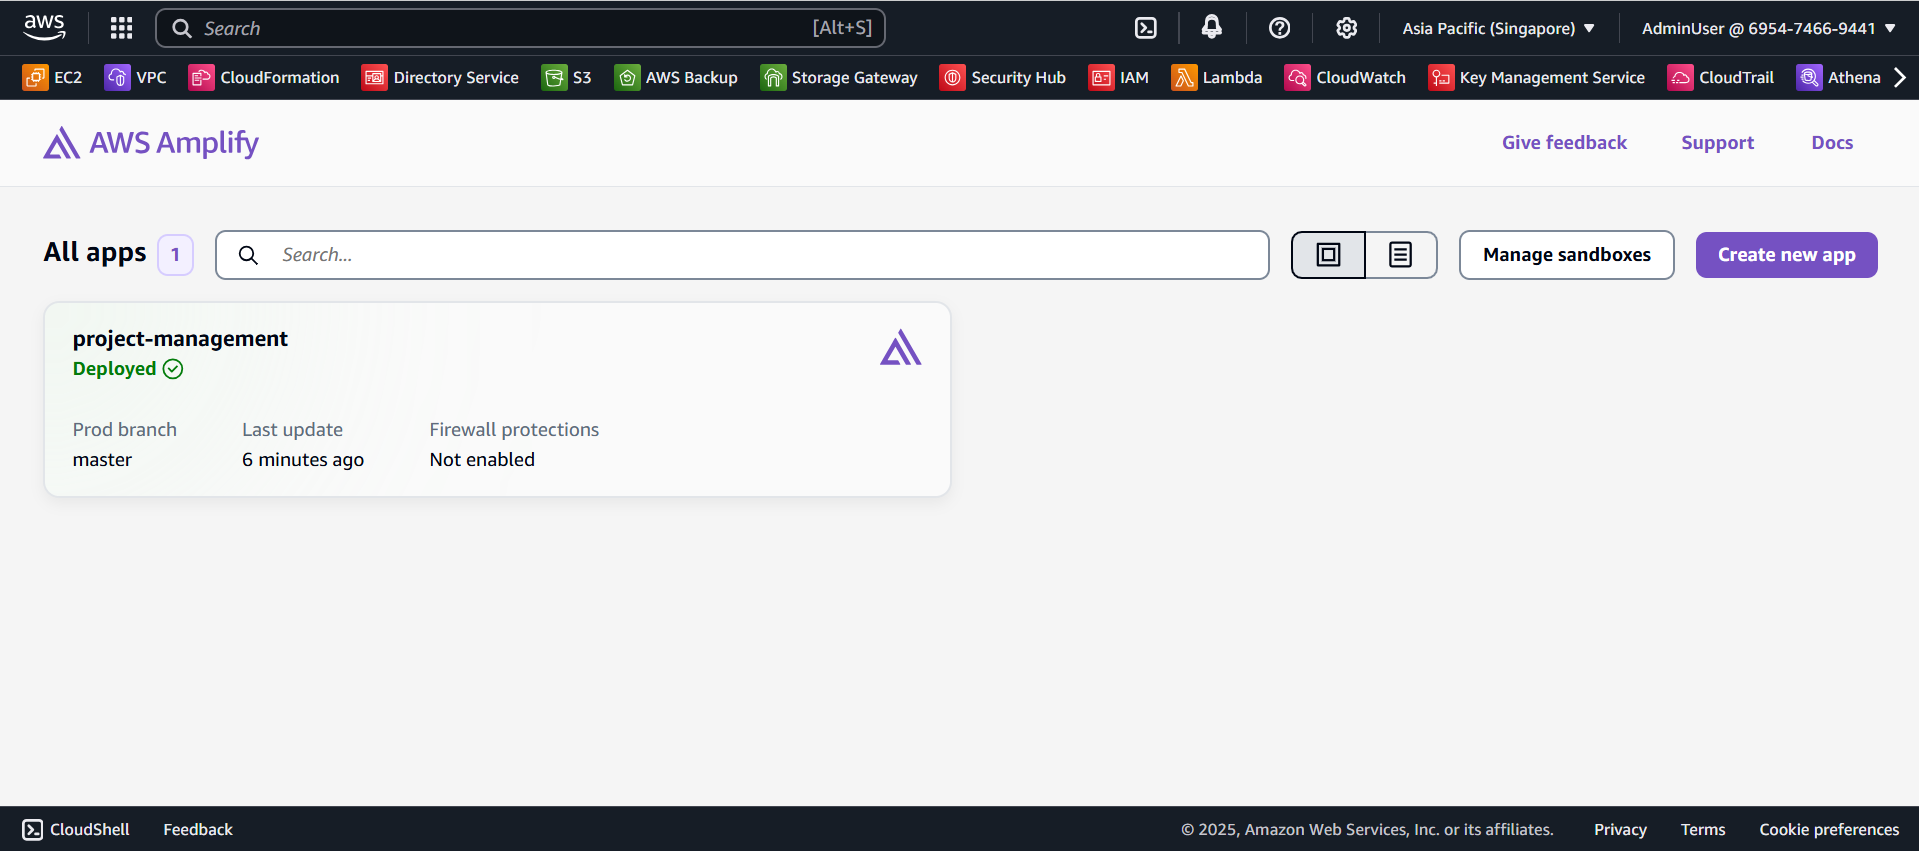 aws
Search [Alt+S]
Asia Pacific (Singapore)
AdminUser @ 6954-7466-9441
EC2
VPC
CloudFormation
Directory Service
S3
AWS Backup
Storage Gateway
Security Hub
IAM
Lambda
CloudWatch
Key Management Service
CloudTrail
Athena
AWS Amplify
Give feedback
Support
Docs
All apps 1
Search...
Manage sandboxes
Create new app
project-management
Deployed
Prod branch
master
Last update
6 minutes ago
Firewall protections
Not enabled
CloudShell
Feedback
© 2025, Amazon Web Services, Inc. or its affiliates.
Privacy
Terms
Cookie preferences